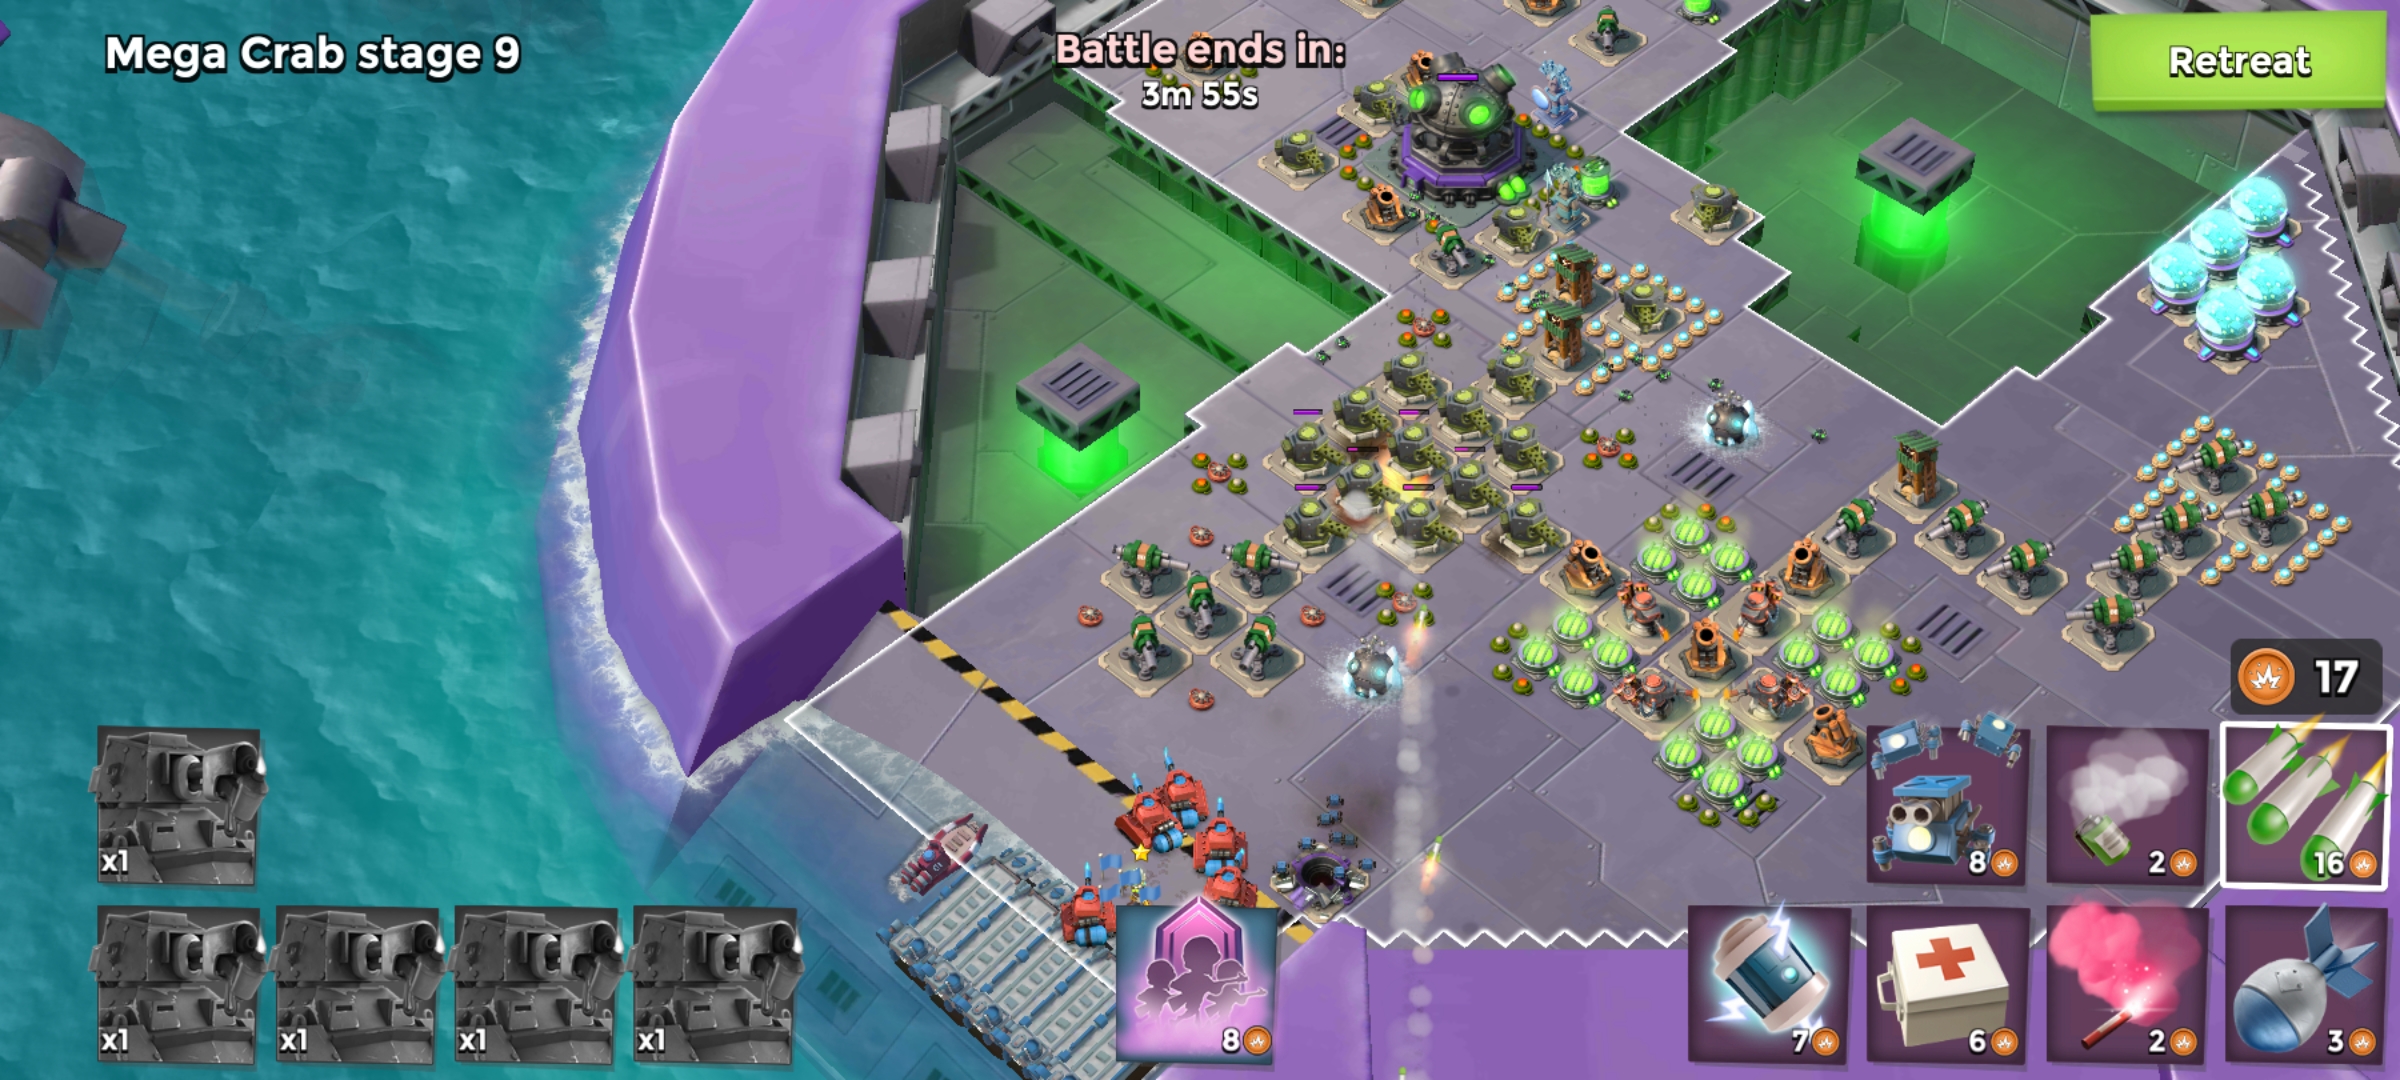 Mega Crab stage 9
Battle ends in:
3m 55s
Retreat
17
8
2
16
x1
x1
x1
x1
x1
8
7
6
2
3